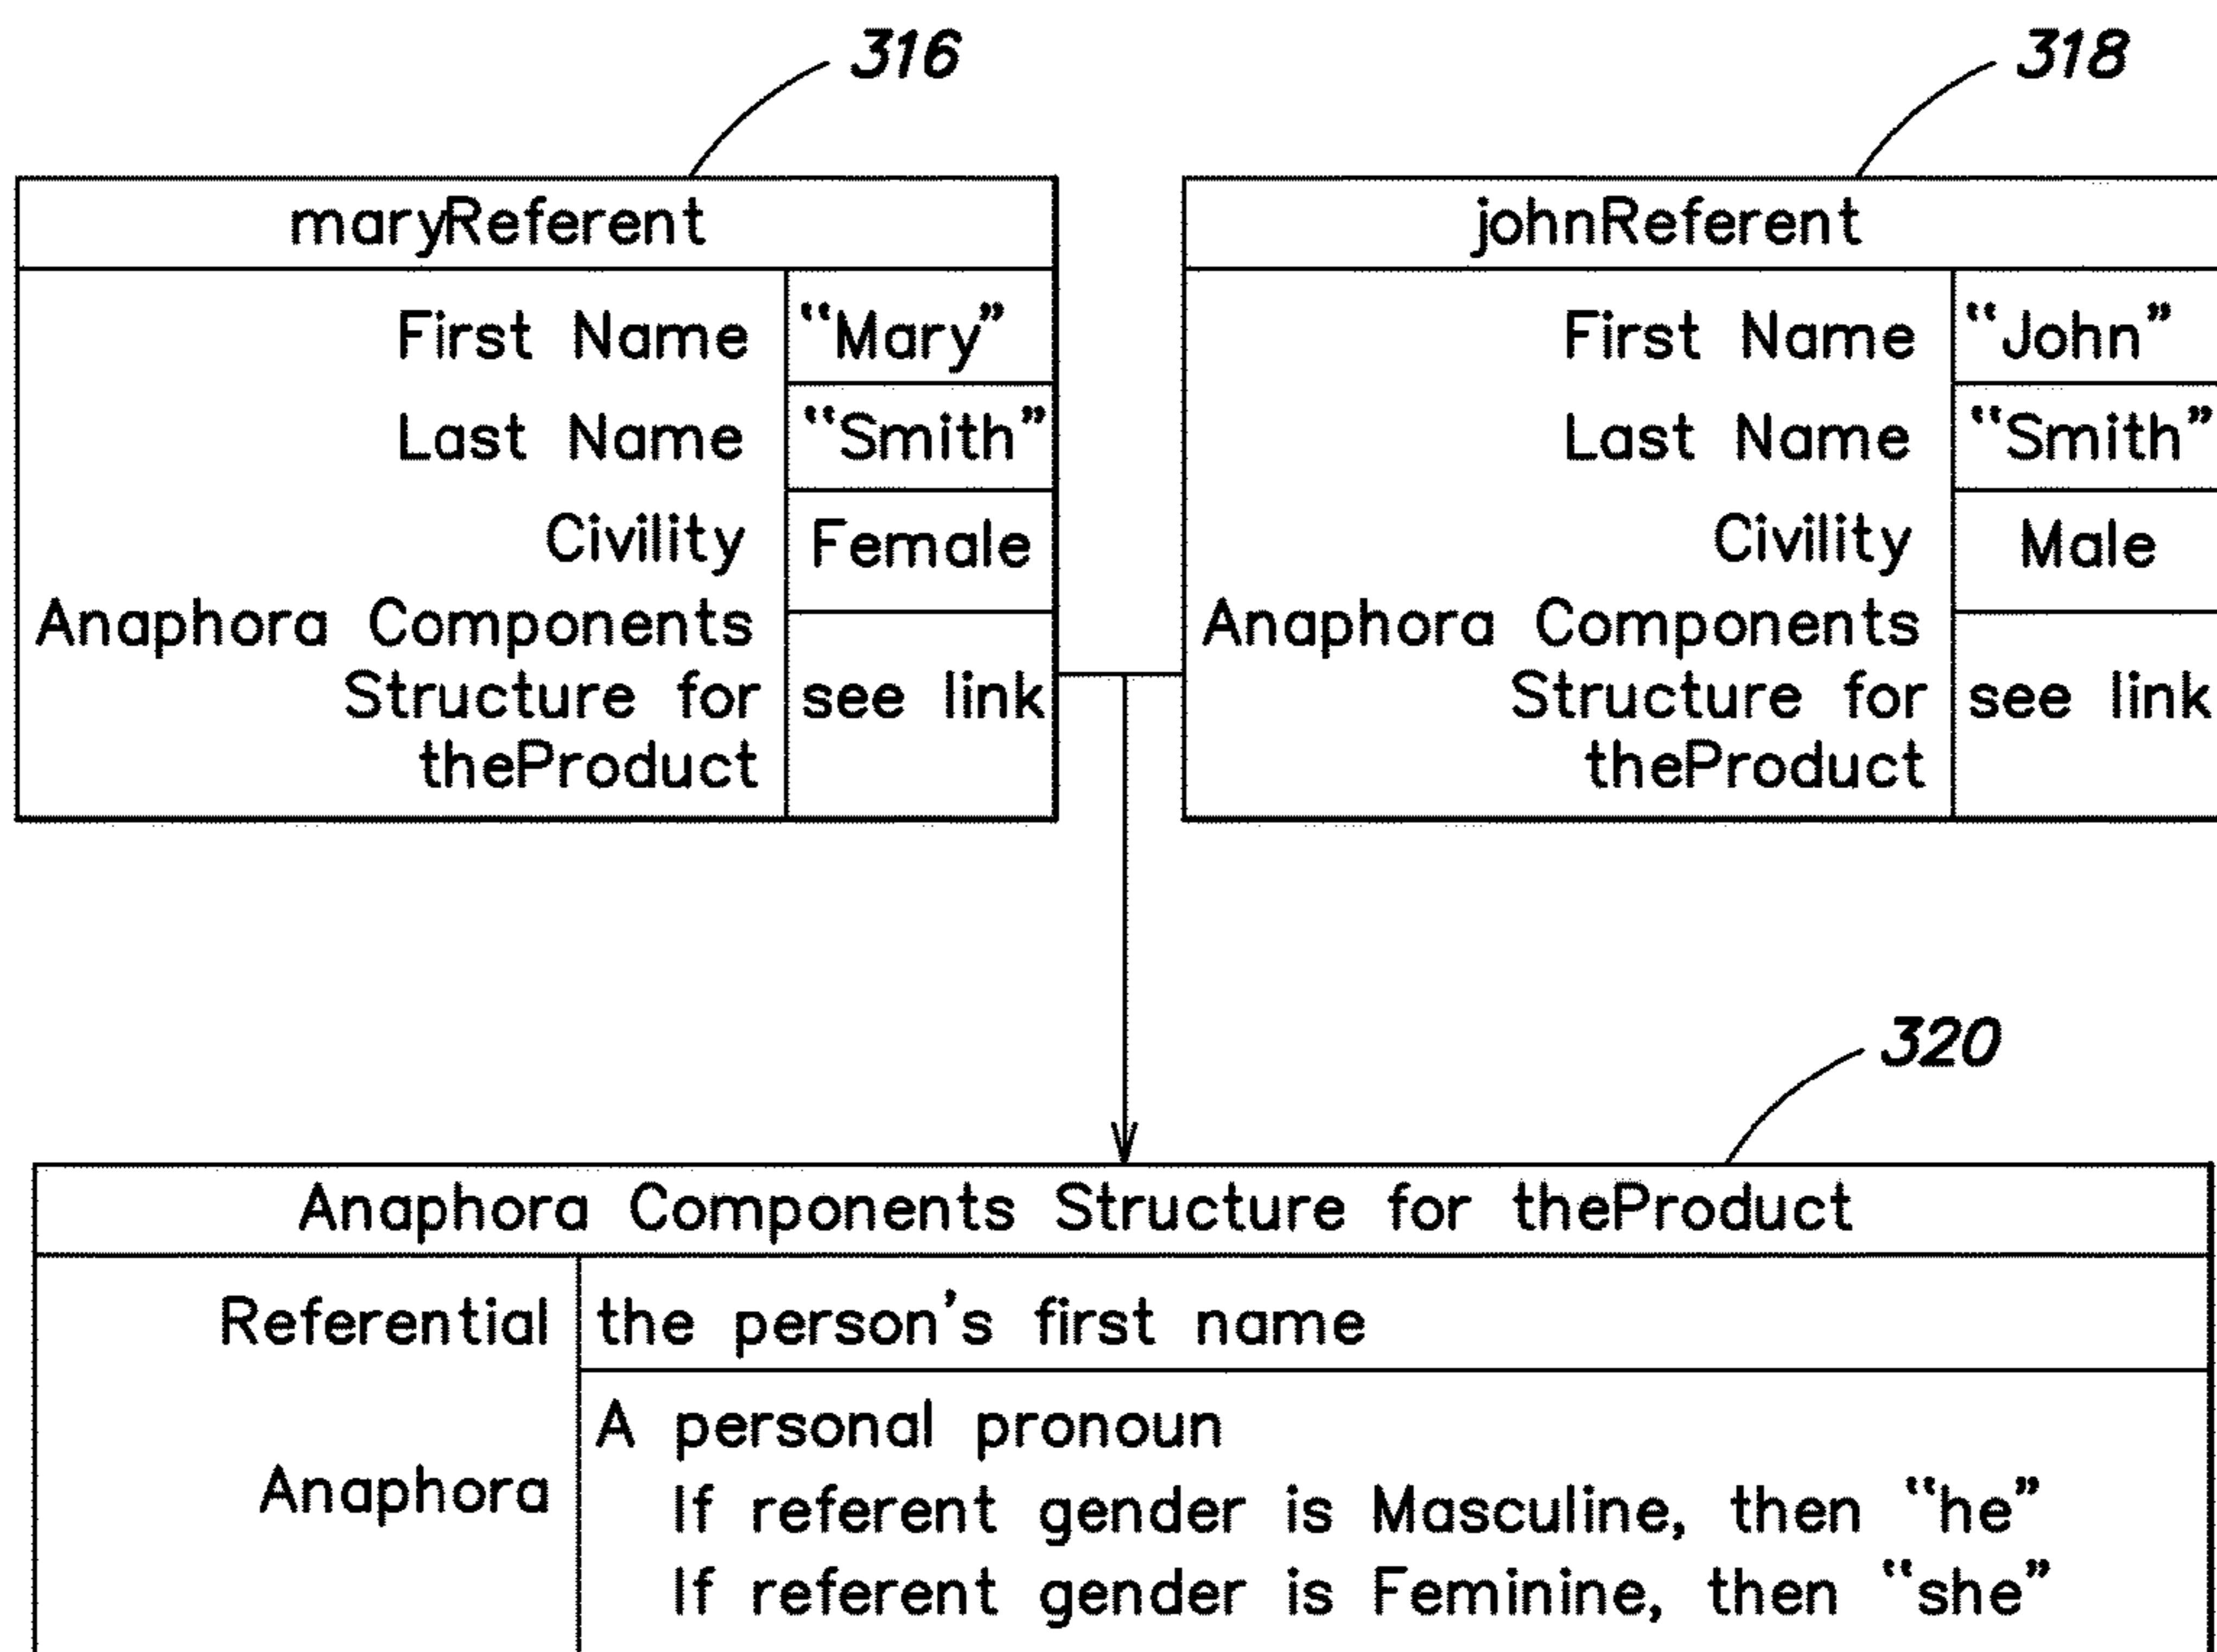 316
maryReferent
First Name “Mary”
Last Name “Smith”
Civility Female
Anaphora Components
Structure for see link
theProduct
318
johnReferent
First Name “John”
Last Name “Smith”
Civility Male
Anaphora Components
Structure for see link
theProduct
320
Anaphora Components Structure for theProduct
Referential the person’s first name
Anaphora
A personal pronoun
If referent gender is Masculine, then “he”
If referent gender is Feminine, then “she”